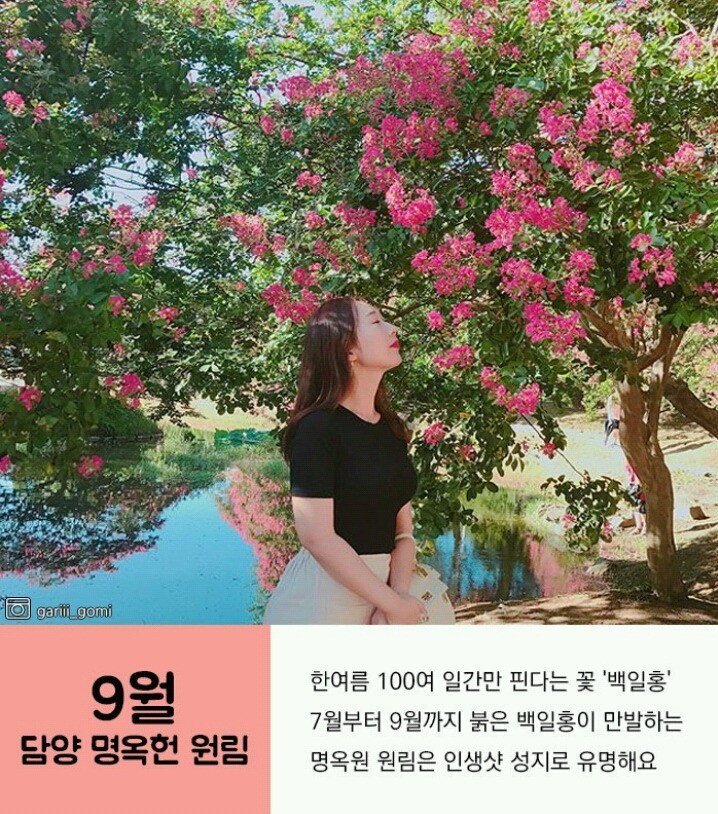 gariii_gomi
9월
담양 명옥헌 원림
한여름 100여 일간만 핀다는 꽃 '백일홍'
7월부터 9월까지 붉은 백일홍이 만발하는
명옥원 원림은 인생샷 성지로 유명해요